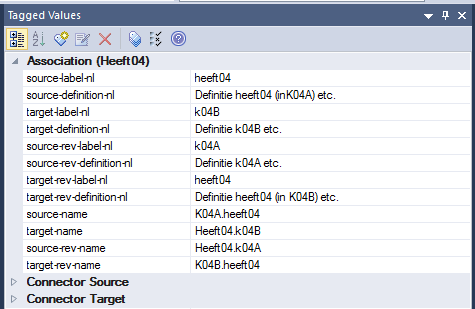 Tagged Values
Association (Heeft04)
source-label-nl heeft04
source-definition-nl Definitie heeft04 (inK04A) etc.
target-label-nl k04B
target-definition-nl Definitie k04B etc.
source-rev-label-nl k04A
source-rev-definition-nl Definitie k04A etc.
target-rev-label-nl heeft04
target-rev-definition-nl Definitie heeft04 (in K04B) etc.
source-name K04A.heeft04
target-name Heeft04.k04B
source-rev-name Heeft04.k04A
target-rev-name K04B.heeft04
Connector Source
Connector Target